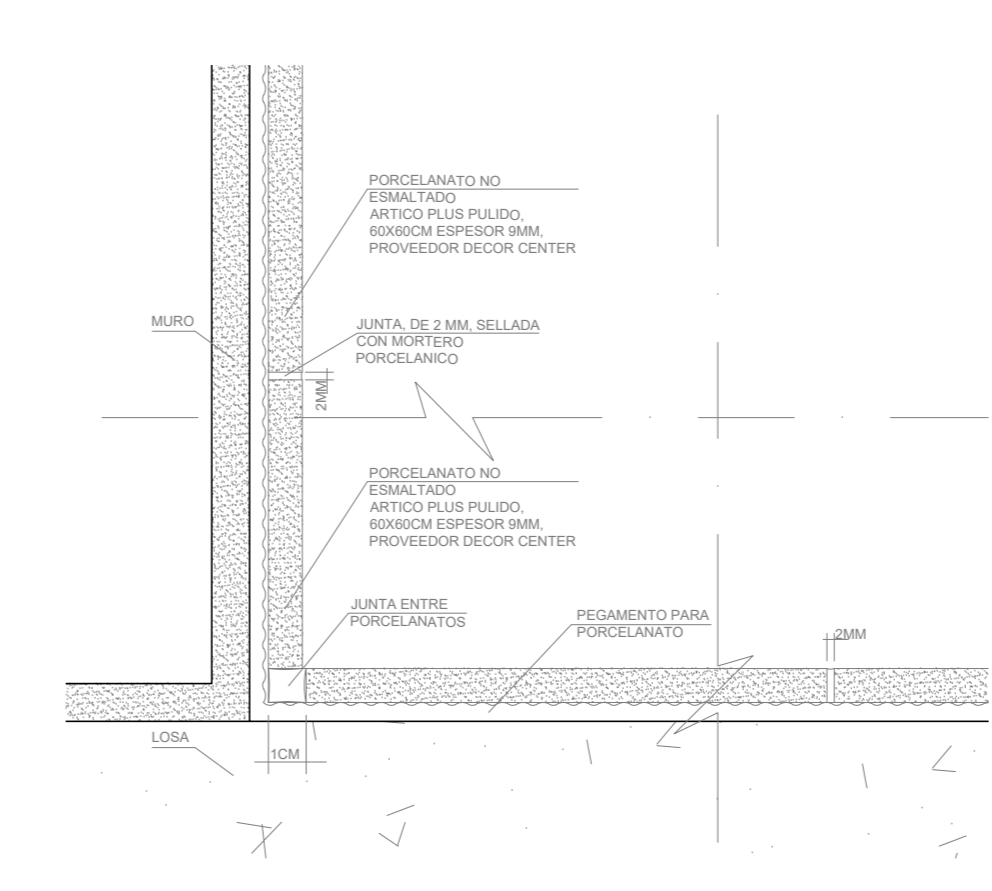 PORCELANATO NO
ESMALTADO
ARTICO PLUS PULIDO,
60X60CM ESPESOR 9MM,
PROVEEDOR DECOR CENTER
MURO
JUNTA, DE 2 MM, SELLADA
CON MORTERO
PORCELANICO
2MM
PORCELANATO NO
ESMALTADO
ARTICO PLUS PULIDO,
60X60CM ESPESOR 9MM,
PROVEEDOR DECOR CENTER
JUNTA ENTRE
PORCELANATOS
PEGAMENTO PARA
PORCELANATO
2MM
LOSA
1CM